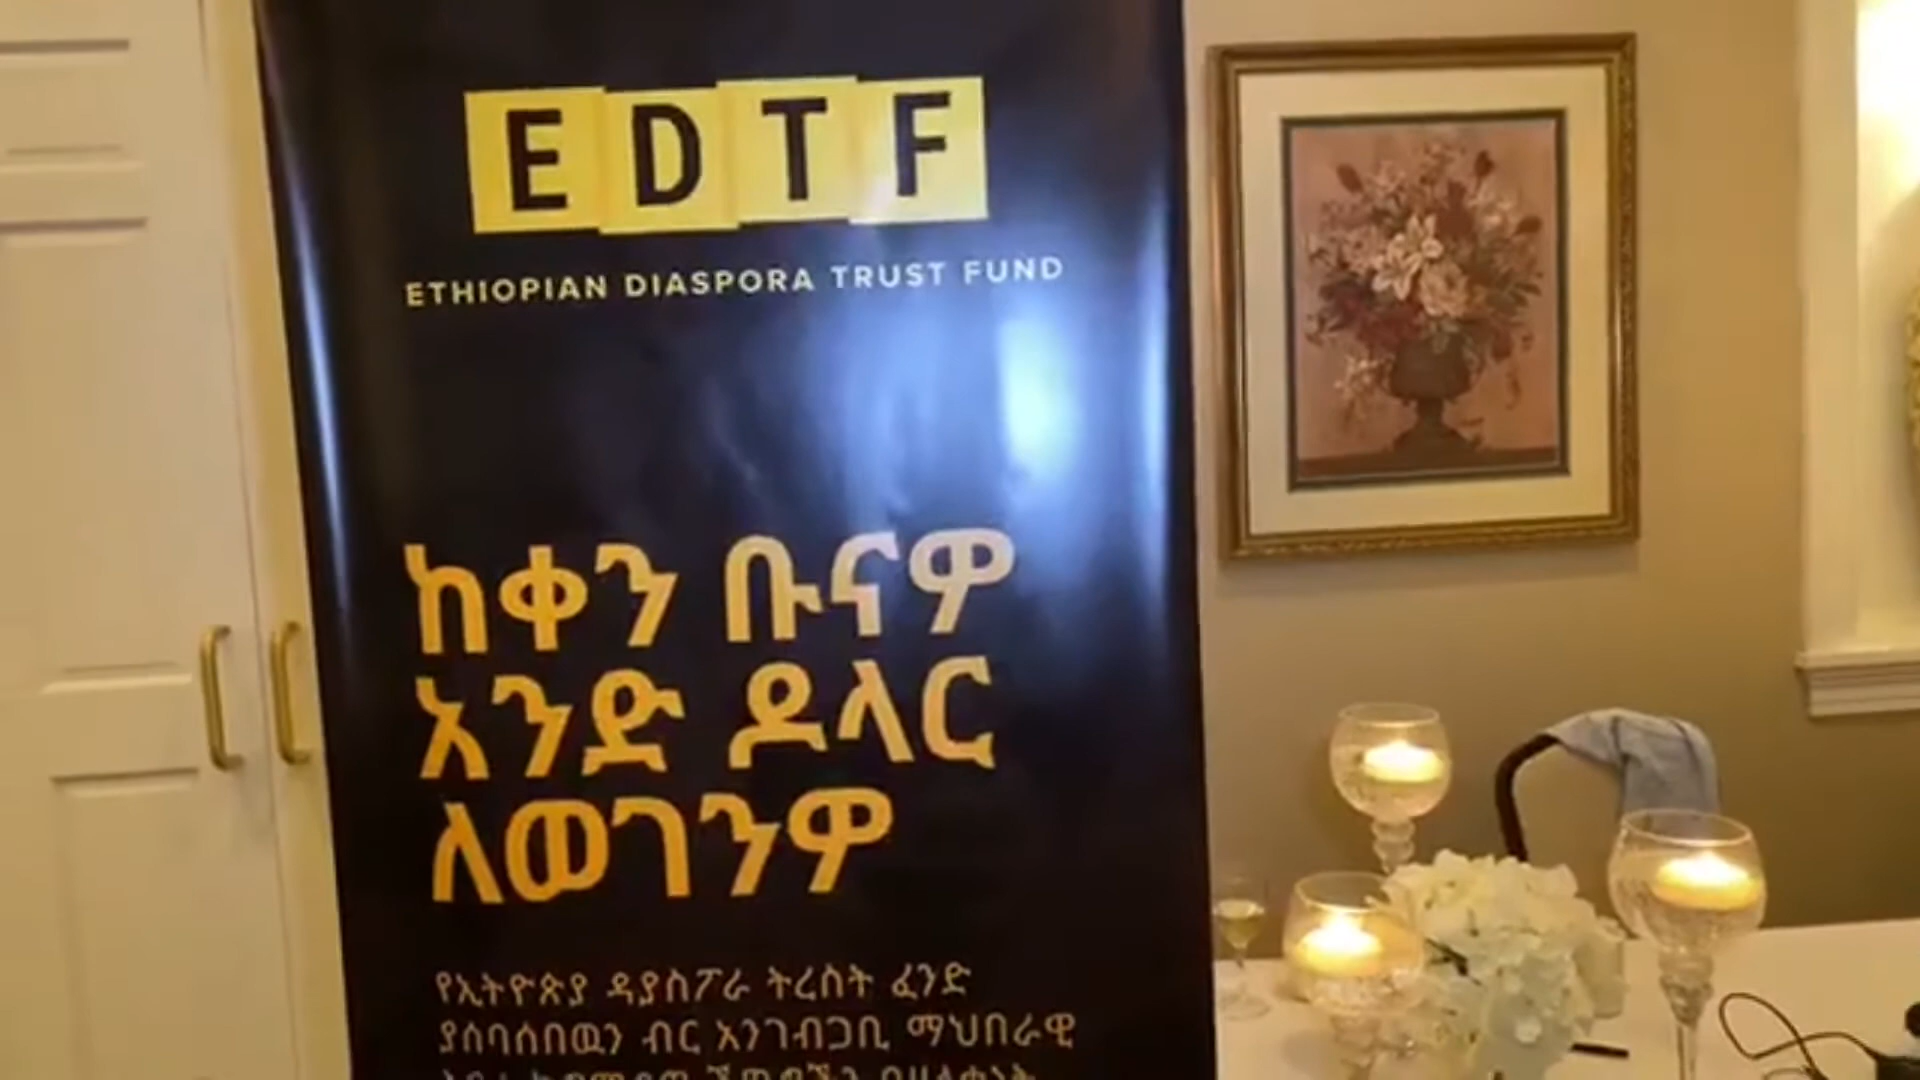 EDTF
ETHIOPIAN DIASPORA TRUST FUND
ከቀን ቡናዎ
አንድ ዶላር
ለወገንዎ
የኢትዮጵያ ዳያስፖራ ትረስት ፈንድ
ያሰባሰበዉን ብር አንገብጋቢ ማህበራዊ